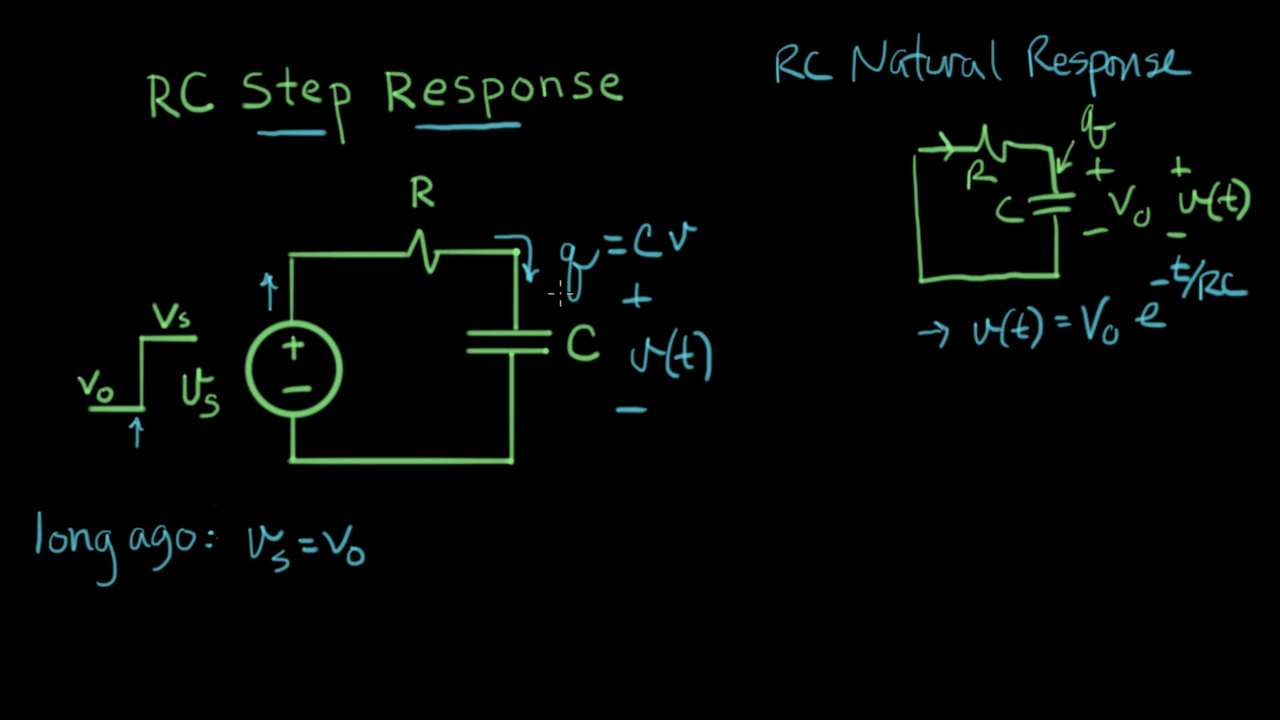 RC Step Response
R
q = Cv
+
v(t)
−
C
Vs
V₀
vs
+
−
long ago: vs = V₀
RC Natural Response
q
R
C
+
V₀
−
+
v(t)
−
→ v(t) = V₀ e^(-t/RC)